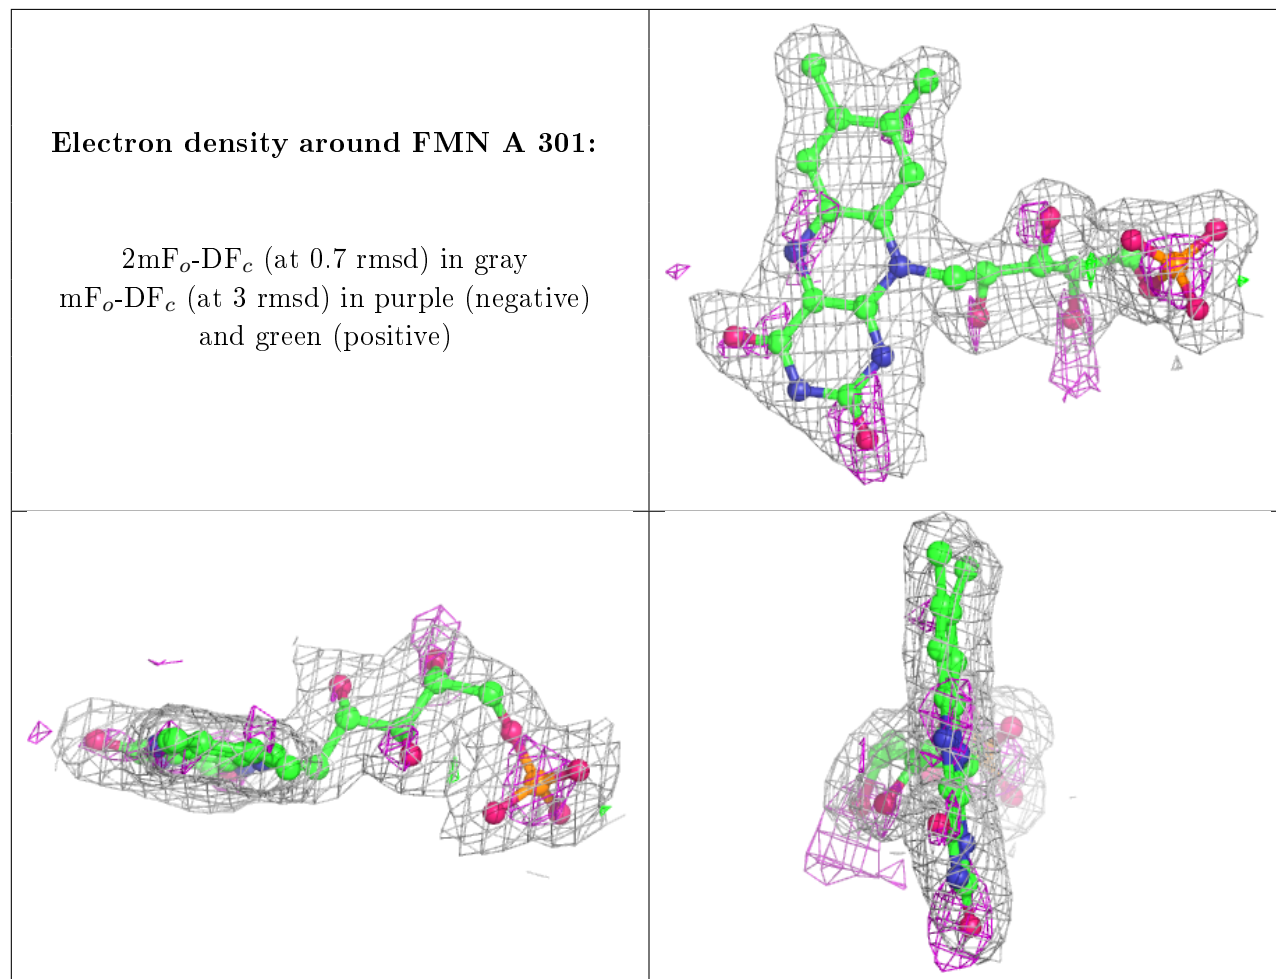 Electron density around FMN A 301:
2mFₒ-DF𝒸 (at 0.7 rmsd) in gray
mFₒ-DF𝒸 (at 3 rmsd) in purple (negative)
and green (positive)